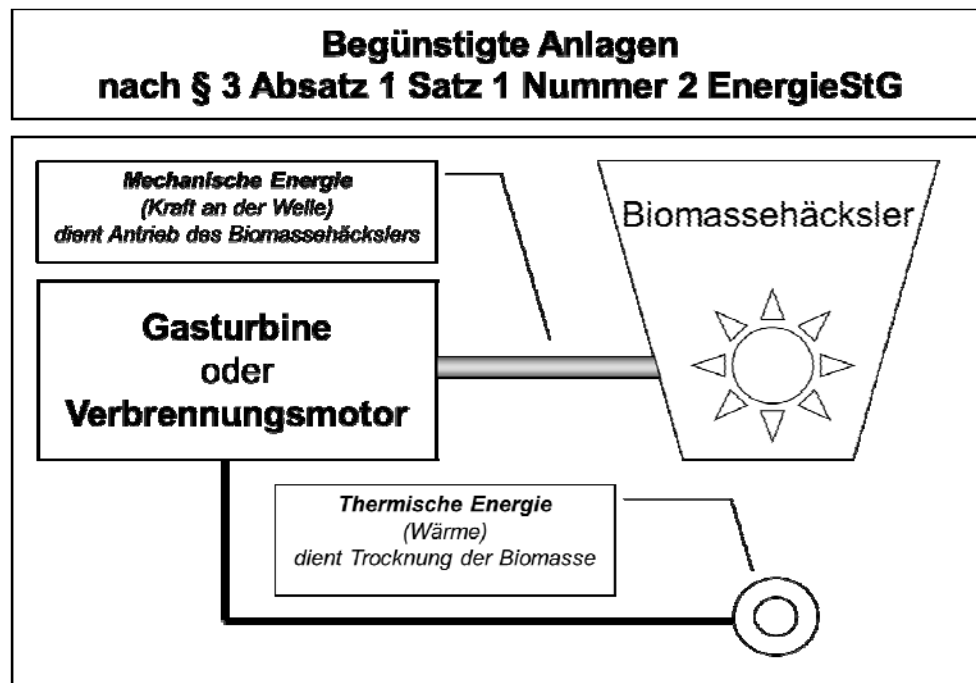 Begünstigte Anlagen
nach § 3 Absatz 1 Satz 1 Nummer 2 EnergieStG
Mechanische Energie
(Kraft an der Welle)
dient Antrieb des Biomassehäckslers
Biomassehäcksler
Gasturbine
oder
Verbrennungsmotor
Thermische Energie
(Wärme)
dient Trocknung der Biomasse